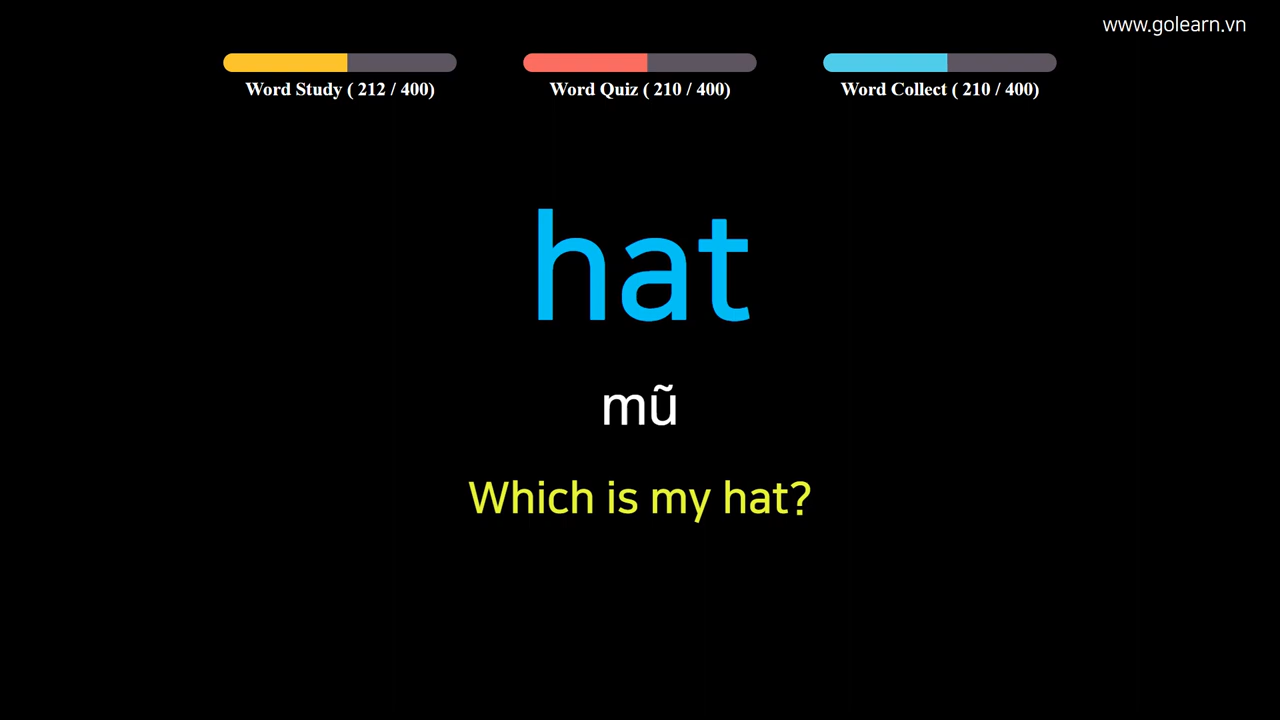 www.golearn.vn
Word Study ( 212 / 400)
Word Quiz ( 210 / 400)
Word Collect ( 210 / 400)
hat
mũ
Which is my hat?